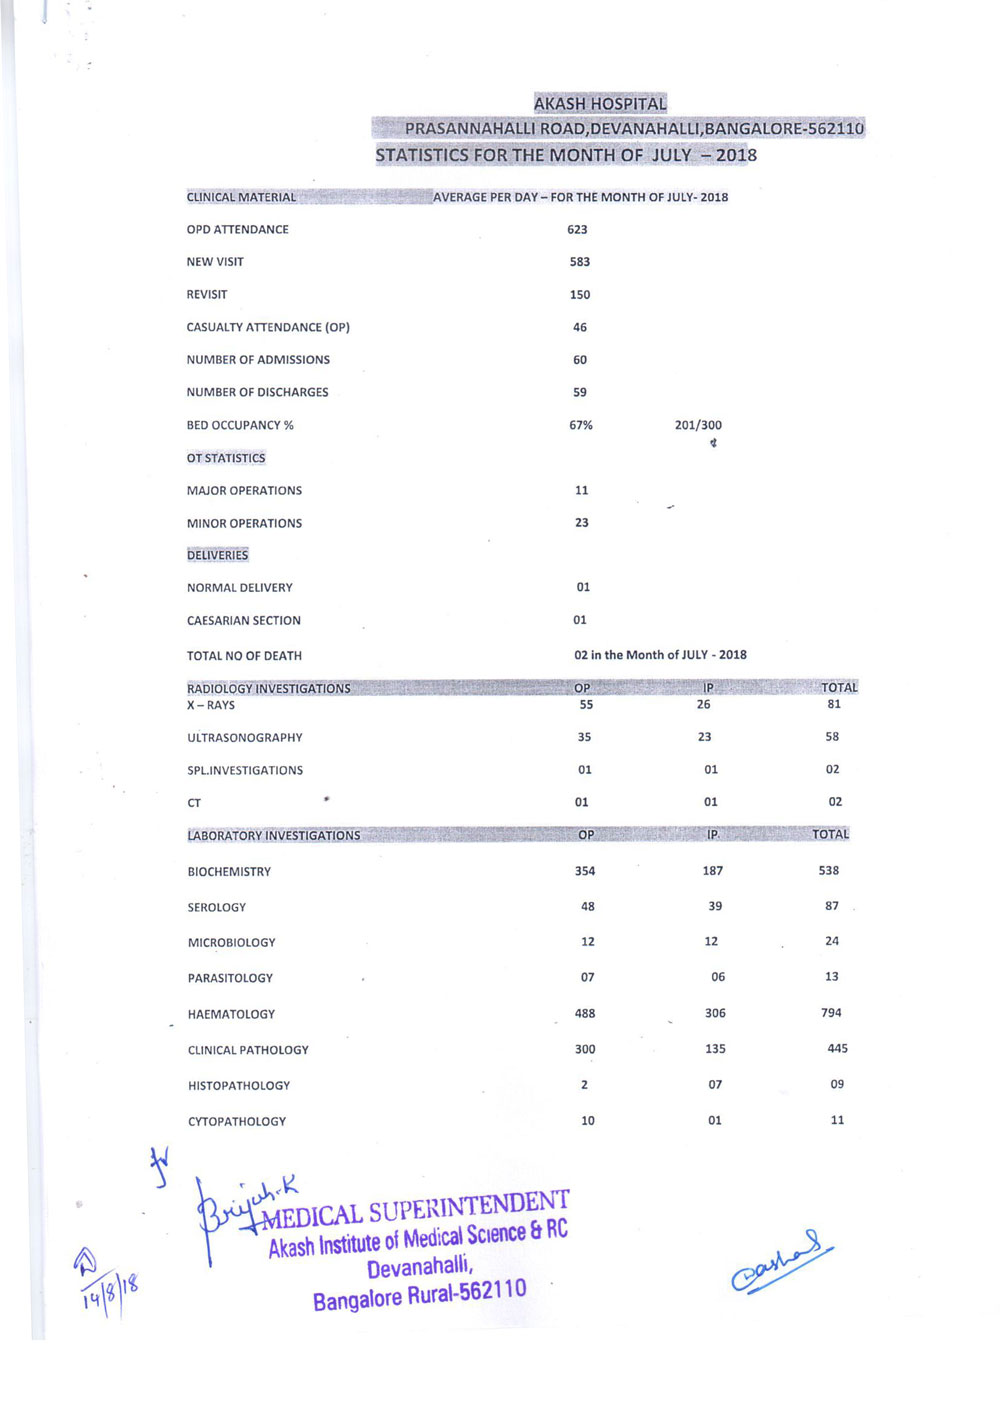 AKASH HOSPITAL
PRASANNAHALLI ROAD,DEVANAHALLI,BANGALORE-562110
STATISTICS FOR THE MONTH OF JULY – 2018
CLINICAL MATERIAL AVERAGE PER DAY – FOR THE MONTH OF JULY- 2018
OPD ATTENDANCE 623
NEW VISIT 583
REVISIT 150
CASUALTY ATTENDANCE (OP) 46
NUMBER OF ADMISSIONS 60
NUMBER OF DISCHARGES 59
BED OCCUPANCY % 67% 201/300
OT STATISTICS
MAJOR OPERATIONS 11
MINOR OPERATIONS 23
DELIVERIES
NORMAL DELIVERY 01
CAESARIAN SECTION 01
TOTAL NO OF DEATH 02 in the Month of JULY - 2018
RADIOLOGY INVESTIGATIONS OP IP TOTAL
X – RAYS 55 26 81
ULTRASONOGRAPHY 35 23 58
SPL.INVESTIGATIONS 01 01 02
CT 01 01 02
LABORATORY INVESTIGATIONS OP IP TOTAL
BIOCHEMISTRY 354 187 538
SEROLOGY 48 39 87
MICROBIOLOGY 12 12 24
PARASITOLOGY 07 06 13
HAEMATOLOGY 488 306 794
CLINICAL PATHOLOGY 300 135 445
HISTOPATHOLOGY 2 07 09
CYTOPATHOLOGY 10 01 11
MEDICAL SUPERINTENDENT
Akash Institute of Medical Science & RC
Devanahalli,
Bangalore Rural-562110
14/8/18